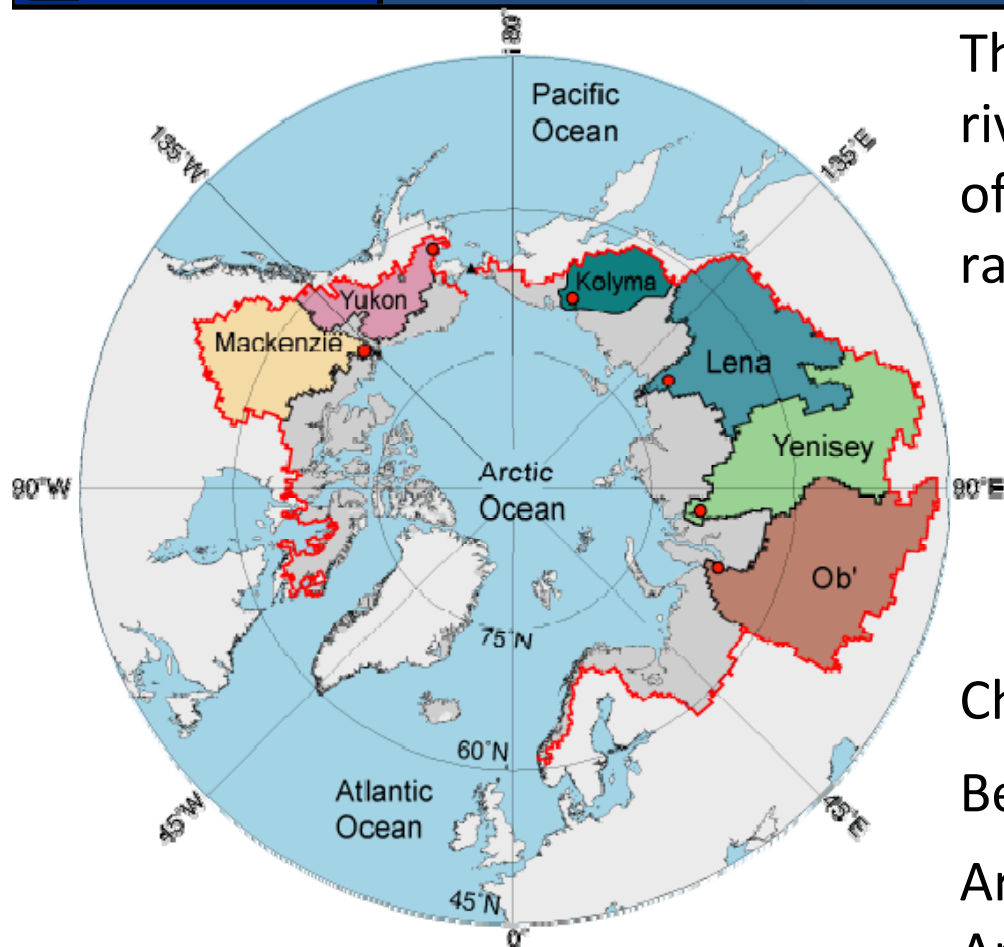 180°
Pacific
Ocean
135°W
135°E
Kolyma
Yukon
Mackenzie
Lena
Yenisey
Arctic
Ocean
90°W
90°E
Ob'
75°N
60°N
Atlantic
Ocean
45°W
45°E
45°N
0°
Th
riv
of
ra
Ch
Be
Ar